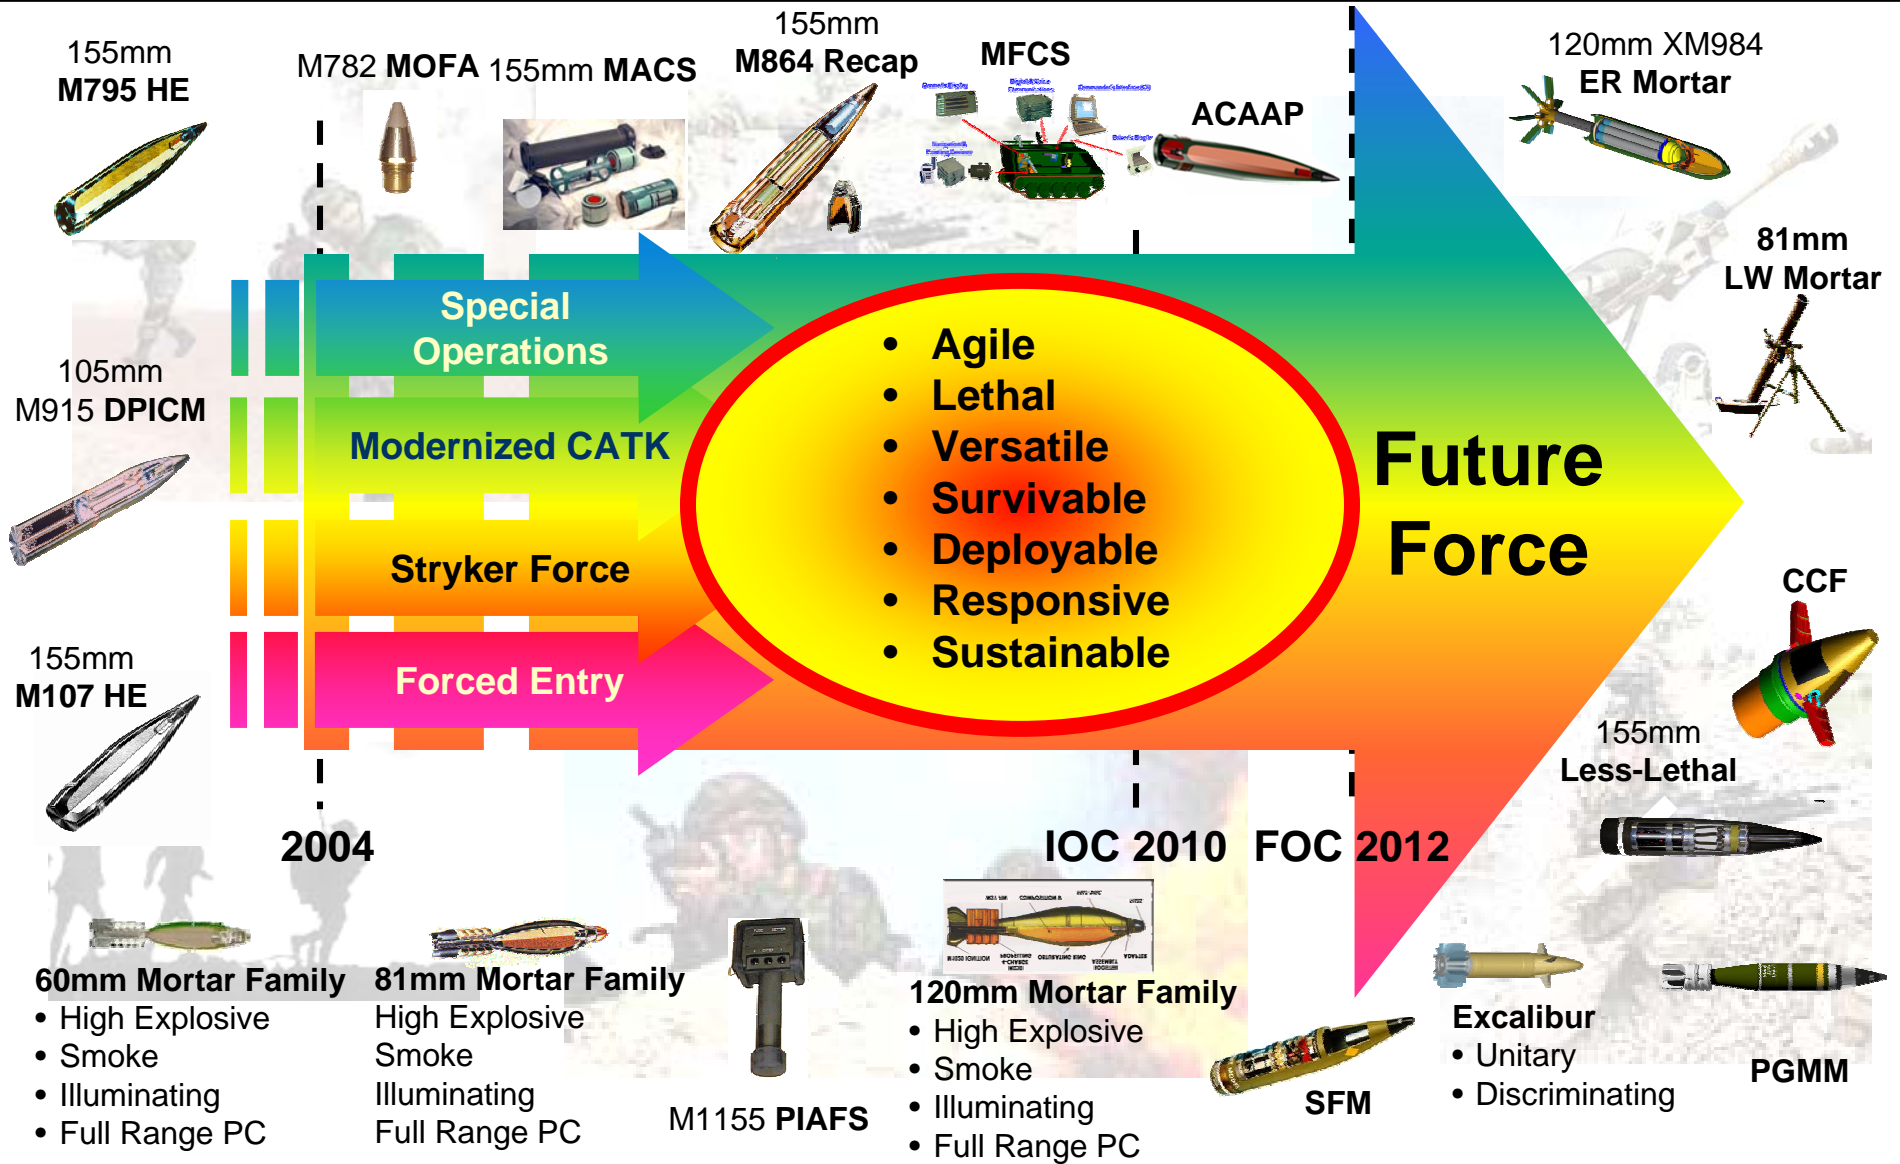 155mm
M795 HE
M782 MOFA
155mm MACS
155mm
M864 Recap
MFCS
ACAAP
120mm XM984
ER Mortar
81mm
LW Mortar
105mm
M915 DPICM
155mm
M107 HE
Special
Operations
Modernized CATK
Stryker Force
Forced Entry
• Agile
• Lethal
• Versatile
• Survivable
• Deployable
• Responsive
• Sustainable
Future
Force
CCF
155mm
Less-Lethal
2004
IOC 2010
FOC 2012
60mm Mortar Family
• High Explosive
• Smoke
• Illuminating
• Full Range PC
81mm Mortar Family
High Explosive
Smoke
Illuminating
Full Range PC
M1155 PIAFS
120mm Mortar Family
• High Explosive
• Smoke
• Illuminating
• Full Range PC
SFM
Excalibur
• Unitary
• Discriminating
PGMM